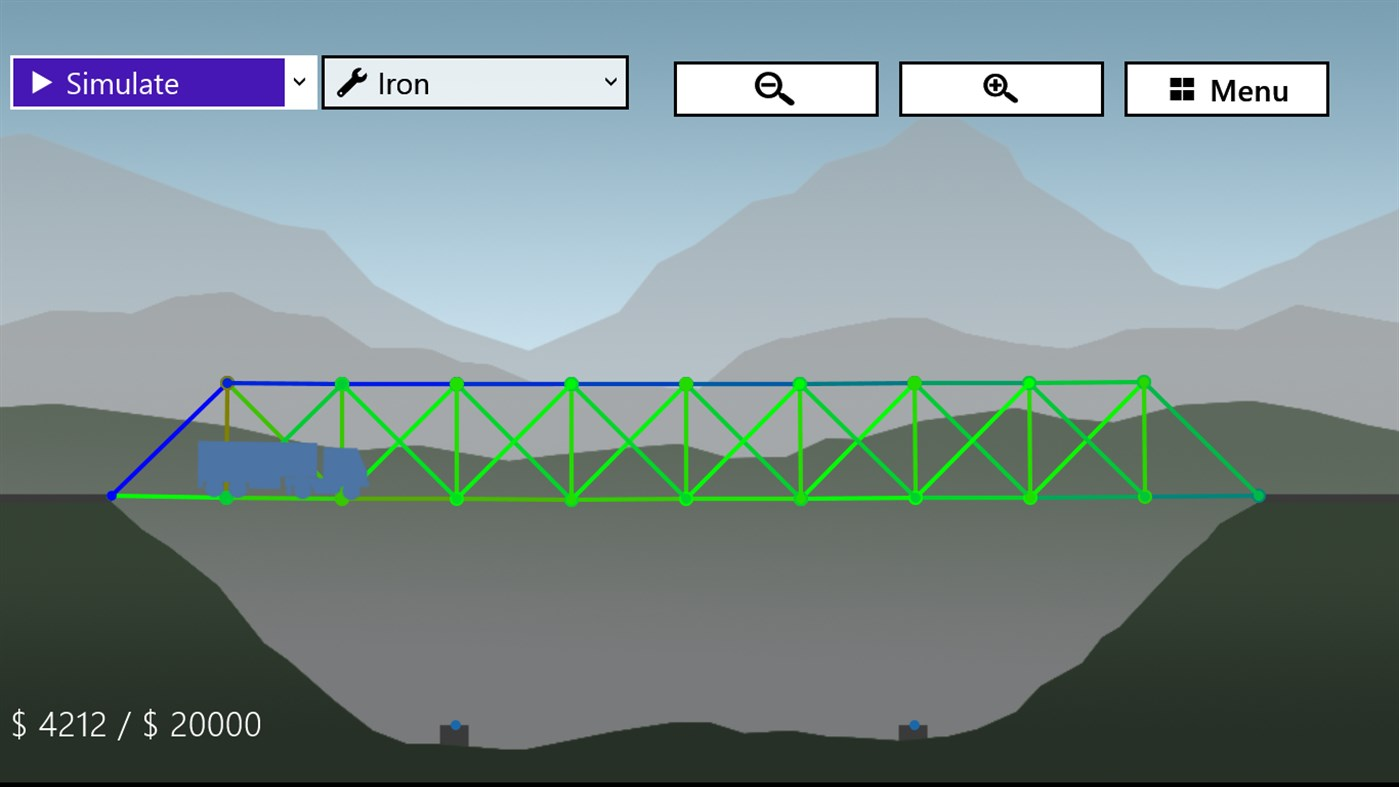 Simulate
Iron
Menu
$ 4212 / $ 20000